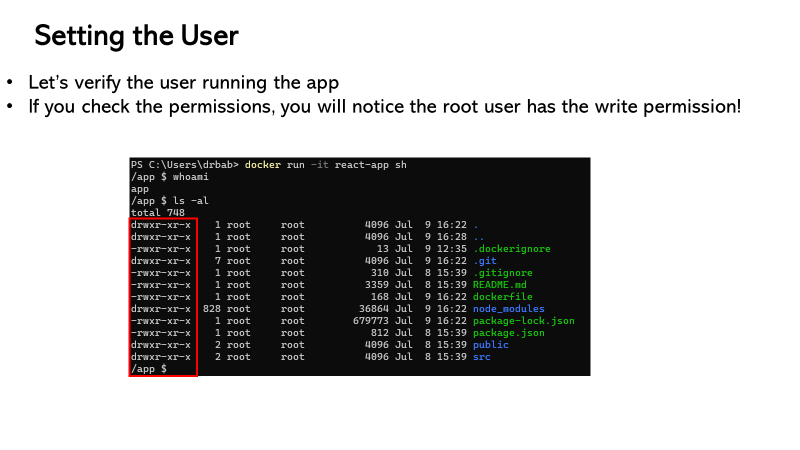 Setting the User
• Let's verify the user running the app
• If you check the permissions, you will notice the root user has the write permission!
PS C:\Users\drbab> docker run -it react-app sh
/app $ whoami
app
/app $ ls -al
total 748
drwxr-xr-x 1 root root 4096 Jul 9 16:22 .
drwxr-xr-x 1 root root 4096 Jul 9 16:28 ..
-rwxr-xr-x 1 root root 13 Jul 9 12:35 .dockerignore
drwxr-xr-x 7 root root 4096 Jul 9 16:22 .git
-rwxr-xr-x 1 root root 310 Jul 8 15:39 .gitignore
-rwxr-xr-x 1 root root 3359 Jul 8 15:39 README.md
-rwxr-xr-x 1 root root 168 Jul 9 16:22 dockerfile
drwxr-xr-x 828 root root 36864 Jul 9 16:22 node_modules
-rwxr-xr-x 1 root root 679773 Jul 9 16:22 package-lock.json
-rwxr-xr-x 1 root root 812 Jul 8 15:39 package.json
drwxr-xr-x 2 root root 4096 Jul 8 15:39 public
drwxr-xr-x 2 root root 4096 Jul 8 15:39 src
/app $